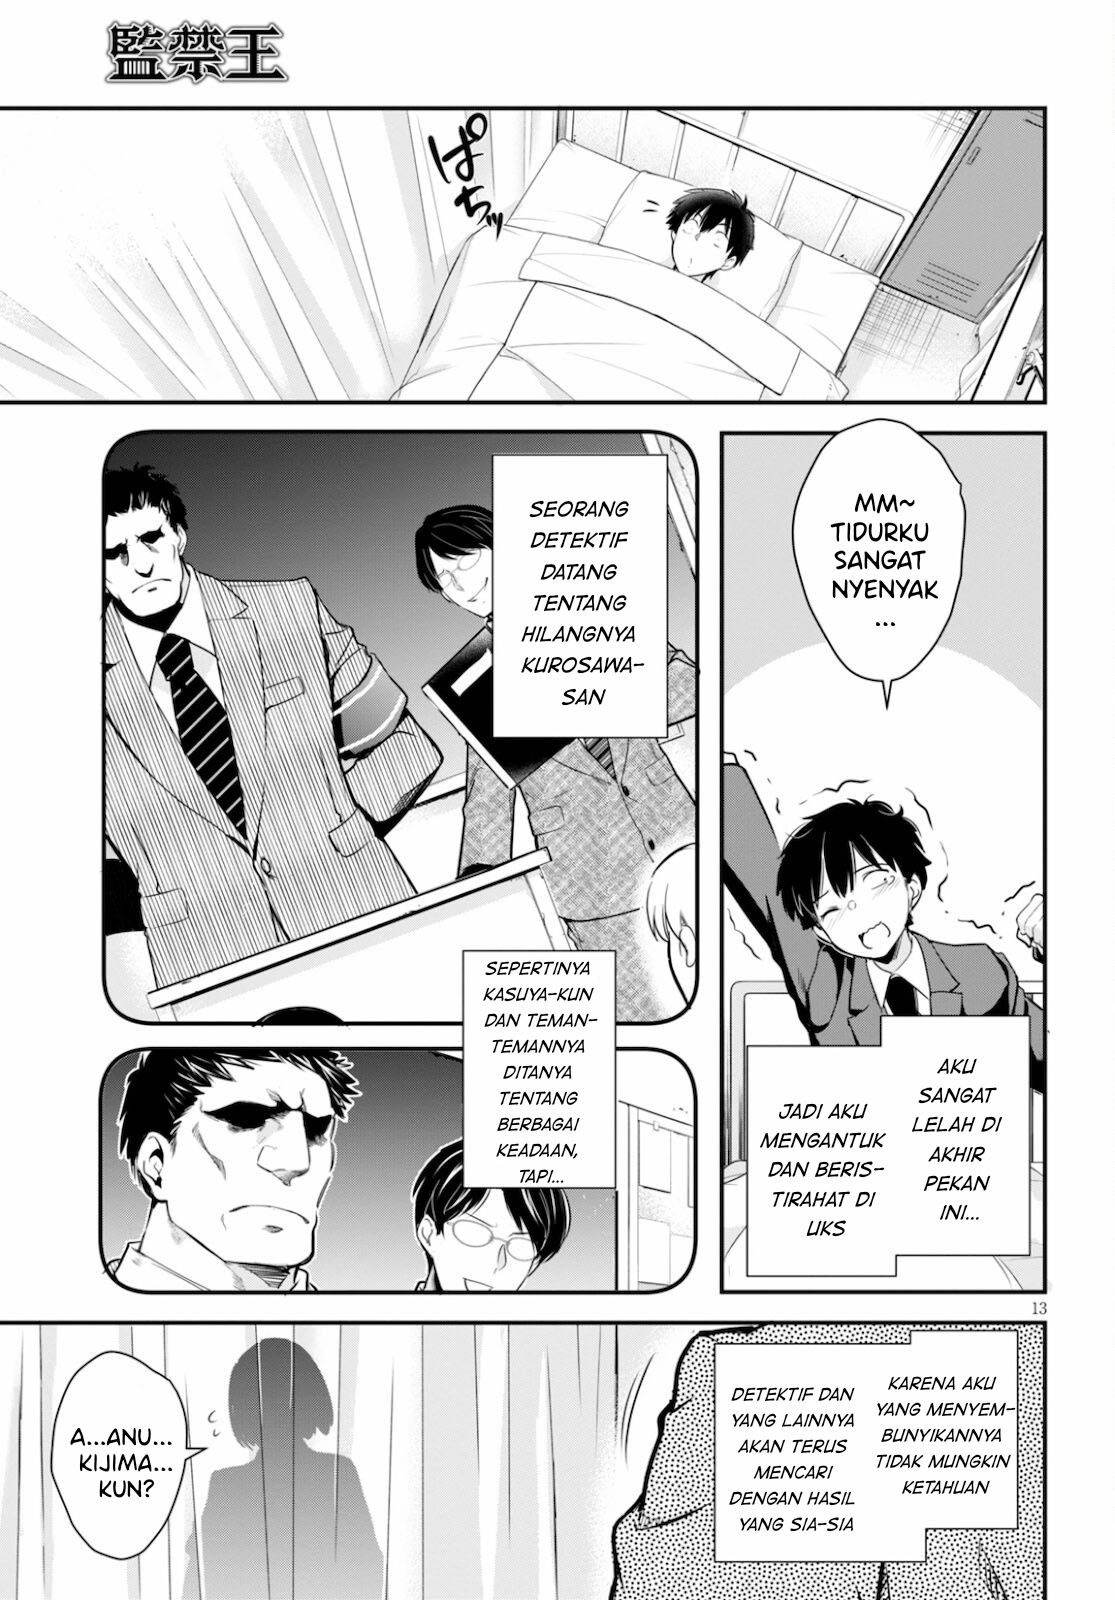 監禁王
ぱちッ
MM~
TIDURKU
SANGAT
NYENYAK
...
AKU
SANGAT
LELAH DI
AKHIR
PEKAN
INI...
JADI AKU
MENGANTUK
DAN BERIS-
TIRAHAT DI
UKS
SEORANG
DETEKTIF
DATANG
TENTANG
HILANGNYA
KUROSAWA-
SAN
SEPERTINYA
KASUYA-KUN
DAN TEMAN-
TEMANNYA
DITANYA
TENTANG
BERBAGAI
KEADAAN,
TAPI...
13
KARENA AKU
YANG MENYEM-
BUNYIKANNYA
TIDAK MUNGKIN
KETAHUAN
DETEKTIF DAN
YANG LAINNYA
AKAN TERUS
MENCARI
DENGAN HASIL
YANG SIA-SIA
A...ANU...
KIJIMA...
KUN?